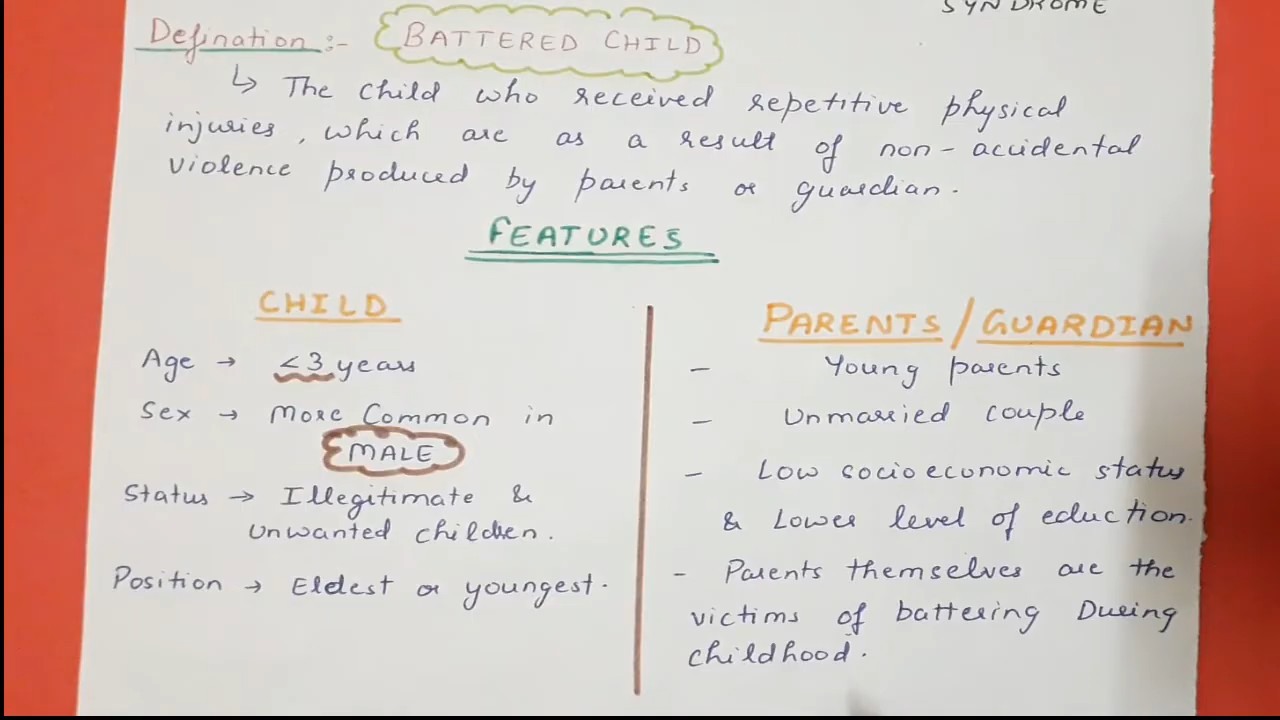 SYNDROME
Defination :- BATTERED CHILD
↳ The child who received repetitive physical
injuries, which are as a result of non-accidental
violence produced by parents or guardian.
FEATURES
CHILD
Age → <3 years
Sex → More Common in
MALE
Status → Illegitimate &
Unwanted children.
Position → Eldest or youngest.
PARENTS/GUARDIAN
- Young parents
- Unmarried couple
- Low socioeconomic status
& Lower level of eduction.
- Parents themselves are the
victims of battering During
childhood.